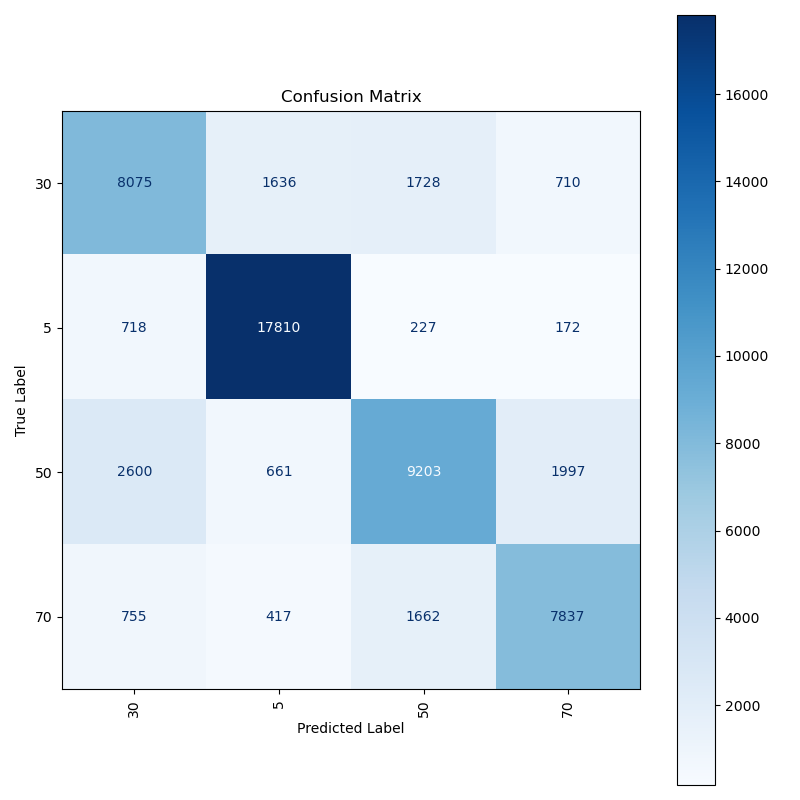 Confusion Matrix
30 8075 1636 1728 710
5 718 17810 227 172
50 2600 661 9203 1997
70 755 417 1662 7837
30 5 50 70
True Label
Predicted Label
16000
14000
12000
10000
8000
6000
4000
2000